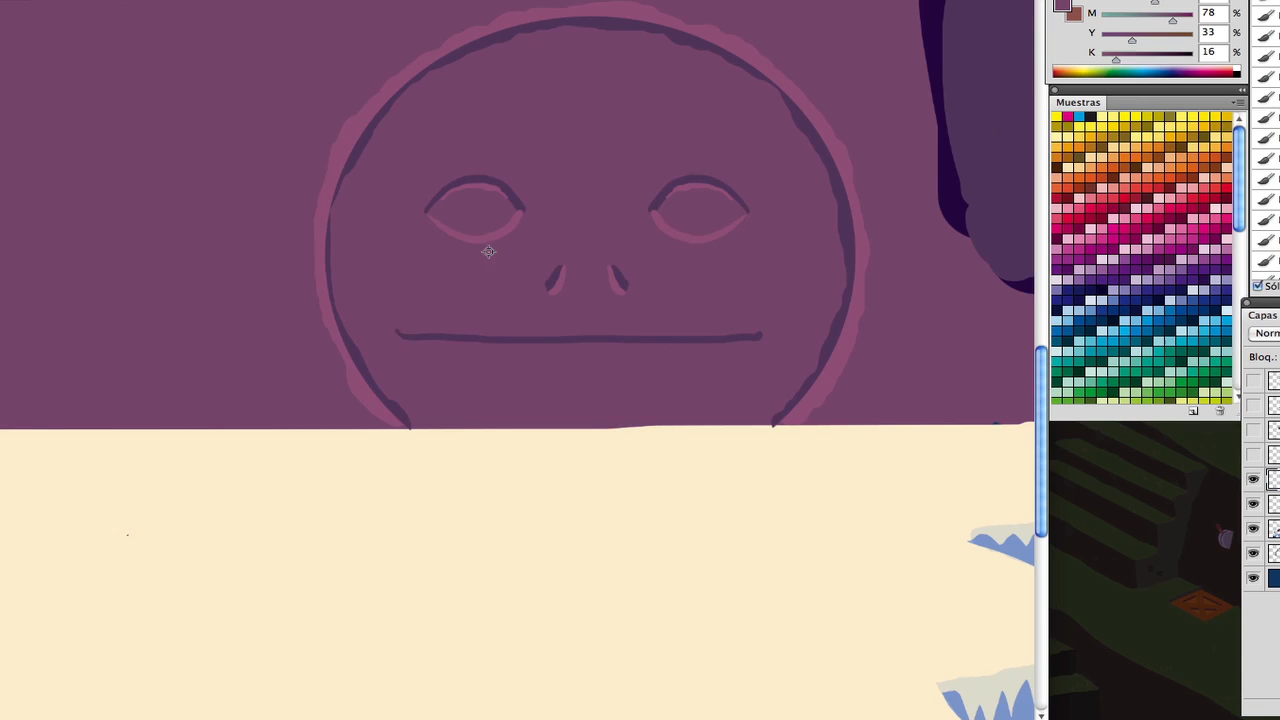 M 78 %
Y 33 %
K 16 %
Muestras
Sól
Capas
Norm
Bloq.: